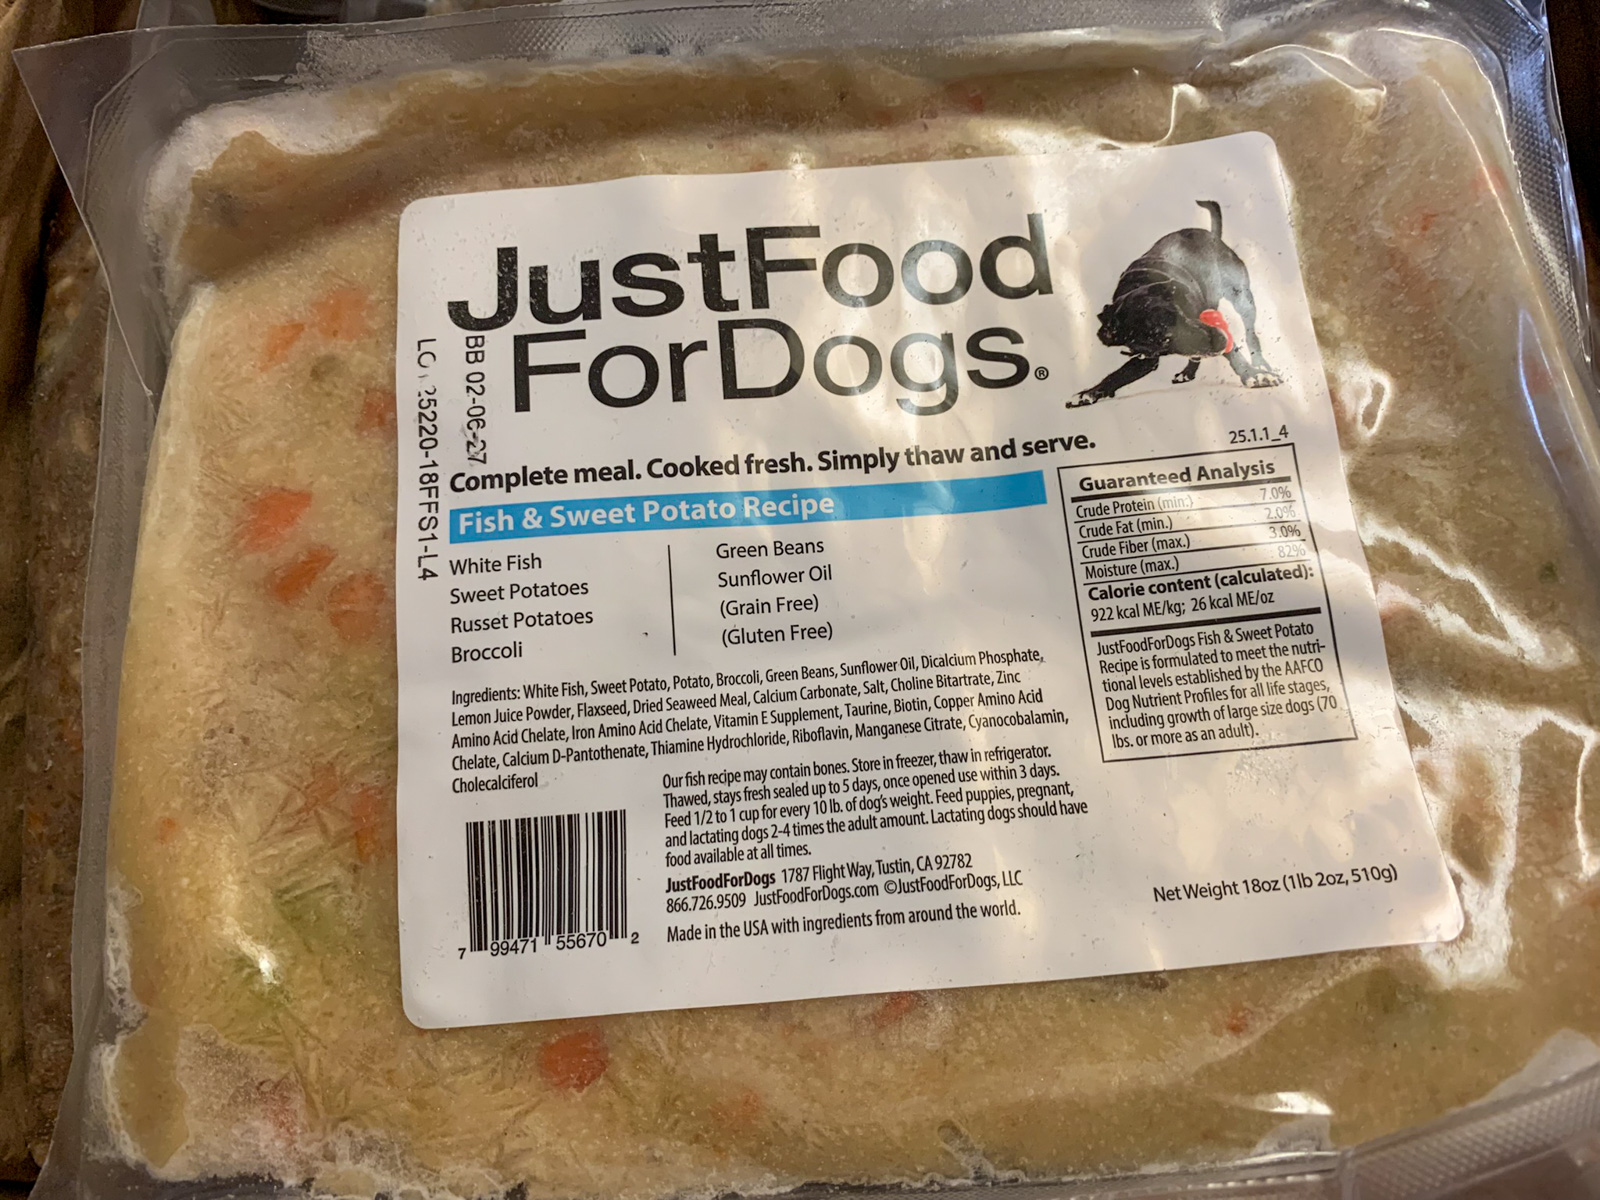 JustFood
ForDogs®
BB 02-06-27
25220-18FFS1-L4
Complete meal. Cooked fresh. Simply thaw and serve.
Fish & Sweet Potato Recipe
White Fish
Sweet Potatoes
Russet Potatoes
Broccoli
Green Beans
Sunflower Oil
(Grain Free)
(Gluten Free)
25.1.1_4
Guaranteed Analysis
Crude Protein (min.) 7.0%
Crude Fat (min.) 2.0%
Crude Fiber (max.) 3.0%
Moisture (max.) 82%
Calorie content (calculated):
922 kcal ME/kg; 26 kcal ME/oz
JustFoodForDogs Fish & Sweet Potato
Recipe is formulated to meet the nutri-
tional levels established by the AAFCO
Dog Nutrient Profiles for all life stages,
including growth of large size dogs (70
lbs. or more as an adult).
Ingredients: White Fish, Sweet Potato, Potato, Broccoli, Green Beans, Sunflower Oil, Dicalcium Phosphate,
Lemon Juice Powder, Flaxseed, Dried Seaweed Meal, Calcium Carbonate, Salt, Choline Bitartrate, Zinc
Amino Acid Chelate, Iron Amino Acid Chelate, Vitamin E Supplement, Taurine, Biotin, Copper Amino Acid
Chelate, Calcium D-Pantothenate, Thiamine Hydrochloride, Riboflavin, Manganese Citrate, Cyanocobalamin,
Cholecalciferol
Our fish recipe may contain bones. Store in freezer, thaw in refrigerator.
Thawed, stays fresh sealed up to 5 days, once opened use within 3 days.
Feed 1/2 to 1 cup for every 10 lb. of dog's weight. Feed puppies, pregnant,
and lactating dogs 2-4 times the adult amount. Lactating dogs should have
food available at all times.
JustFoodForDogs 1787 Flight Way, Tustin, CA 92782
866.726.9509 JustFoodForDogs.com ©JustFoodForDogs, LLC
Made in the USA with ingredients from around the world.
7 99471 55670 2
Net Weight 18oz (1lb 2oz, 510g)